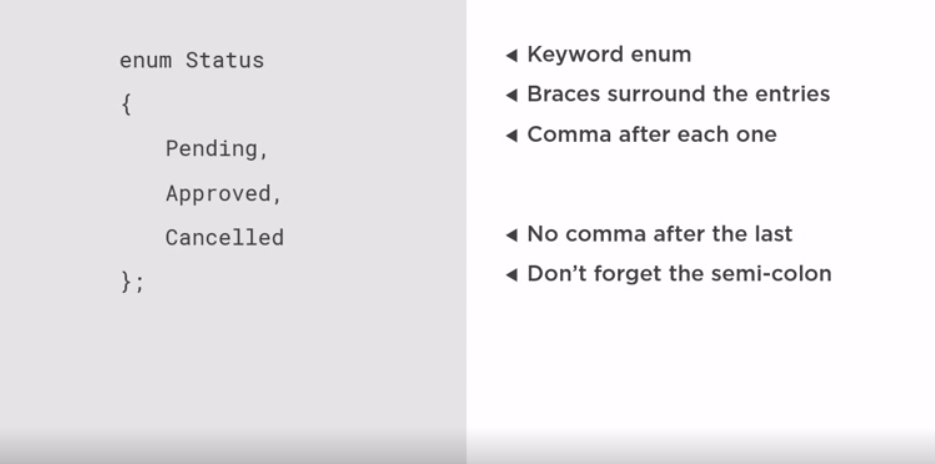 enum Status
{
Pending,
Approved,
Cancelled
};
Keyword enum
Braces surround the entries
Comma after each one
No comma after the last
Don’t forget the semi-colon